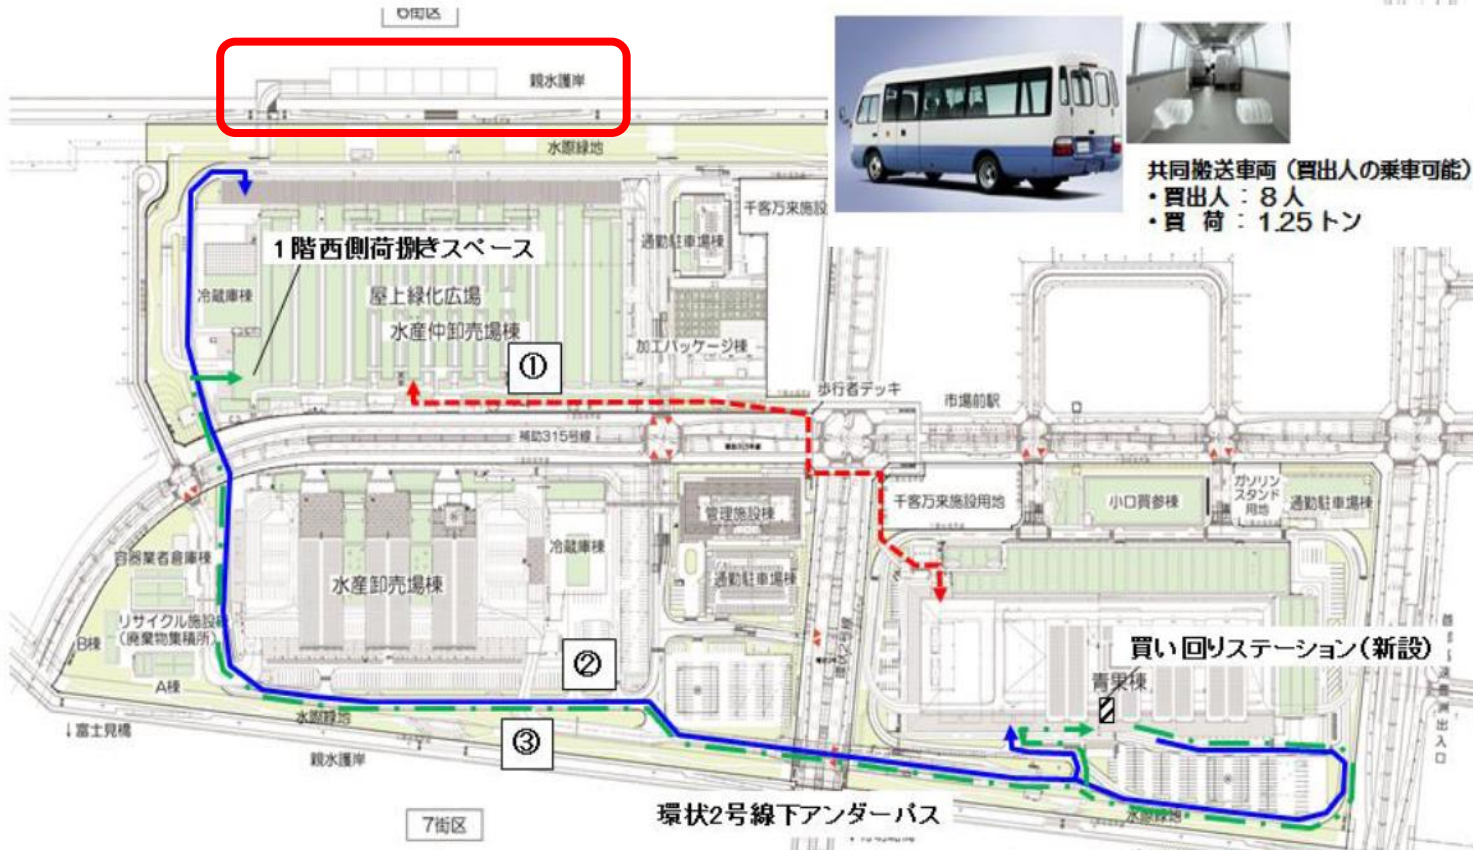 6街区
親水護岸
水際緑地
共同搬送車両（買出人の乗車可能）
・買出人：8人
・買　荷：1.25トン
千客万来施設
通勤駐車場棟
1階西側荷捌きスペース
冷蔵庫棟
屋上緑化広場
水産仲卸売場棟
加工パッケージ棟
①
歩行者デッキ
市場前駅
補助315号線
千客万来施設用地
小口買参棟
ガソリン
スタンド
用地
通勤駐車場棟
管理施設棟
冷蔵庫棟
容器業者倉庫棟
水産卸売場棟
通勤駐車場棟
リサイクル施設
（廃棄物集積所）
B棟
A棟
②
環状2号線
買い回りステーション(新設)
青果棟
水際緑地
↓富士見橋
③
親水護岸
環状2号線下アンダーパス
水際緑地
7街区